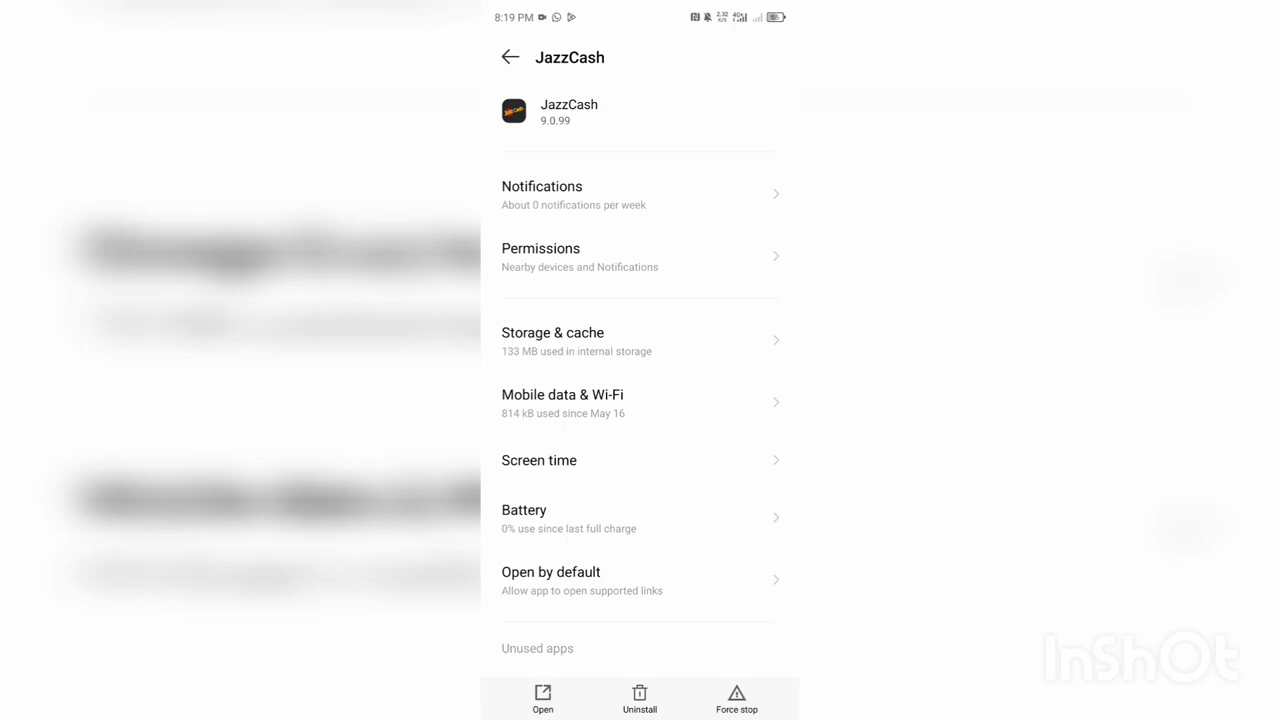 8:19 PM
2.32
K/S
4G+
JazzCash
JazzCash
9.0.99
Notifications
About 0 notifications per week
Permissions
Nearby devices and Notifications
Storage & cache
133 MB used in internal storage
Mobile data & Wi-Fi
814 kB used since May 16
Screen time
Battery
0% use since last full charge
Open by default
Allow app to open supported links
Unused apps
Open
Uninstall
Force stop
InShOt